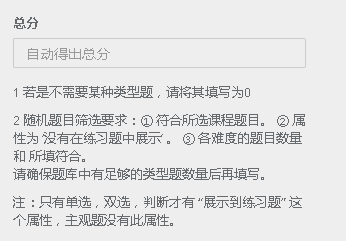 总分
自动得出总分
1 若是不需要某种类型题，请将其填写为0
2 随机题目筛选要求：① 符合所选课程题目。 ② 属
性为‘没有在练习题中展示’。 ③ 各难度的题目数量
和 所填符合。
请确保题库中有足够的类型题数量后再填写。
注：只有单选，双选，判断才有“展示到练习题”这
个属性，主观题没有此属性。